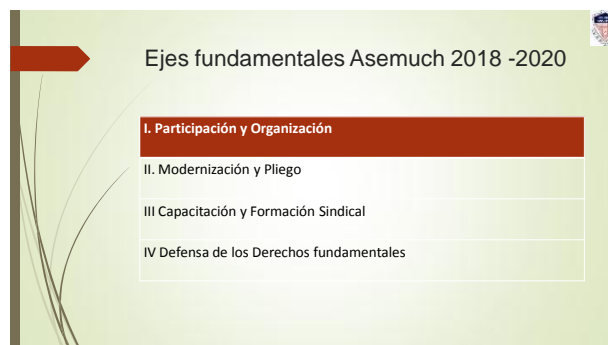 Ejes fundamentales Asemuch 2018 -2020
I. Participación y Organización
II. Modernización y Pliego
III Capacitación y Formación Sindical
IV Defensa de los Derechos fundamentales